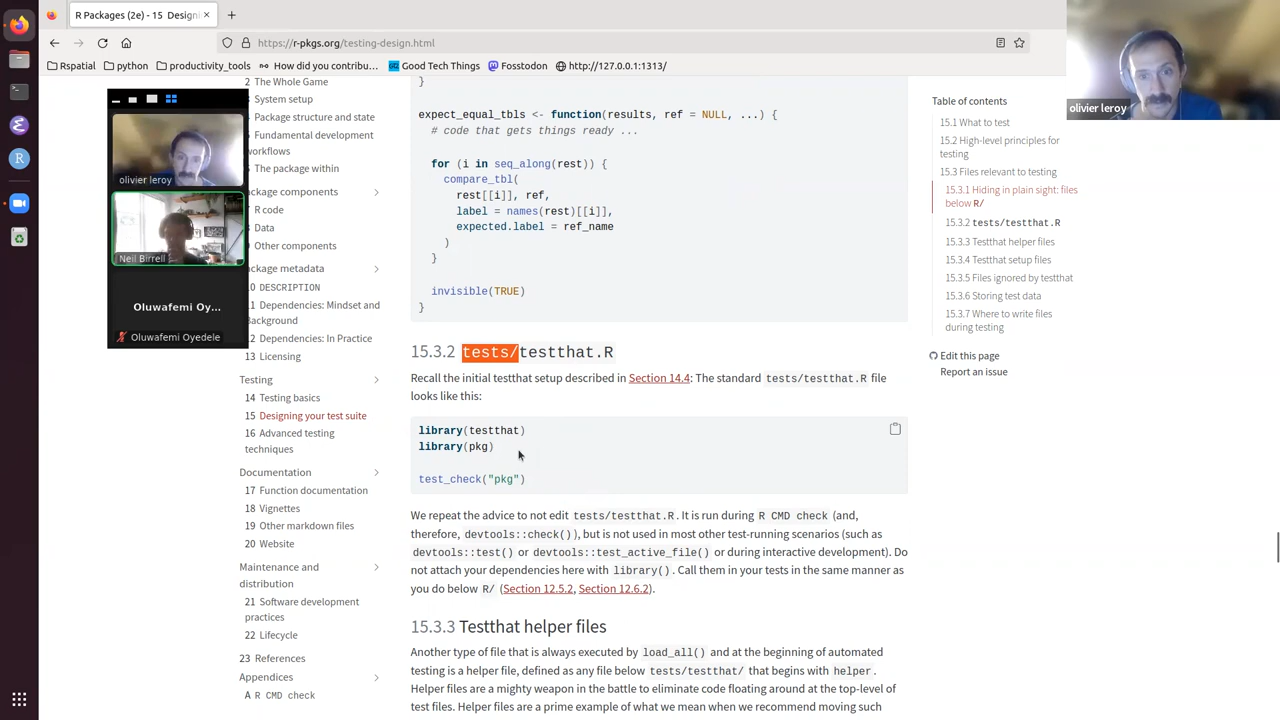 R Packages (2e) - 15 Design
https://r-pkgs.org/testing-design.html
Rspatial
python
productivity_tools
How did you contribu…
Good Tech Things
Fosstodon
http://127.0.0.1:1313/
olivier leroy
olivier leroy
Neil Birrell
Oluwafemi Oy...
Oluwafemi Oyedele
2 The Whole Game
System setup
Package structure and state
Fundamental development
workflows
The package within
ackage components
R code
Data
Other components
ackage metadata
10 DESCRIPTION
11 Dependencies: Mindset and
Background
12 Dependencies: In Practice
13 Licensing
Testing
14 Testing basics
15 Designing your test suite
16 Advanced testing
techniques
Documentation
17 Function documentation
18 Vignettes
19 Other markdown files
20 Website
Maintenance and
distribution
21 Software development
practices
22 Lifecycle
23 References
Appendices
A R CMD check
}
expect_equal_tbls <- function(results, ref = NULL, ...) {
# code that gets things ready ...
for (i in seq_along(rest)) {
compare_tbl(
rest[[i]], ref,
label = names(rest)[[i]],
expected.label = ref_name
)
}
invisible(TRUE)
}
15.3.2 tests/testthat.R
Recall the initial testthat setup described in Section 14.4: The standard tests/testthat.R file
looks like this:
library(testthat)
library(pkg)
test_check("pkg")
We repeat the advice to not edit tests/testthat.R. It is run during R CMD check (and,
therefore, devtools::check()), but is not used in most other test-running scenarios (such as
devtools::test() or devtools::test_active_file() or during interactive development). Do
not attach your dependencies here with library(). Call them in your tests in the same manner as
you do below R/ (Section 12.5.2, Section 12.6.2).
15.3.3 Testthat helper files
Another type of file that is always executed by load_all() and at the beginning of automated
testing is a helper file, defined as any file below tests/testthat/ that begins with helper.
Helper files are a mighty weapon in the battle to eliminate code floating around at the top-level of
test files. Helper files are a prime example of what we mean when we recommend moving such
Table of contents
15.1 What to test
15.2 High-level principles for
testing
15.3 Files relevant to testing
15.3.1 Hiding in plain sight: files
below R/
15.3.2 tests/testthat.R
15.3.3 Testthat helper files
15.3.4 Testthat setup files
15.3.5 Files ignored by testthat
15.3.6 Storing test data
15.3.7 Where to write files
during testing
Edit this page
Report an issue